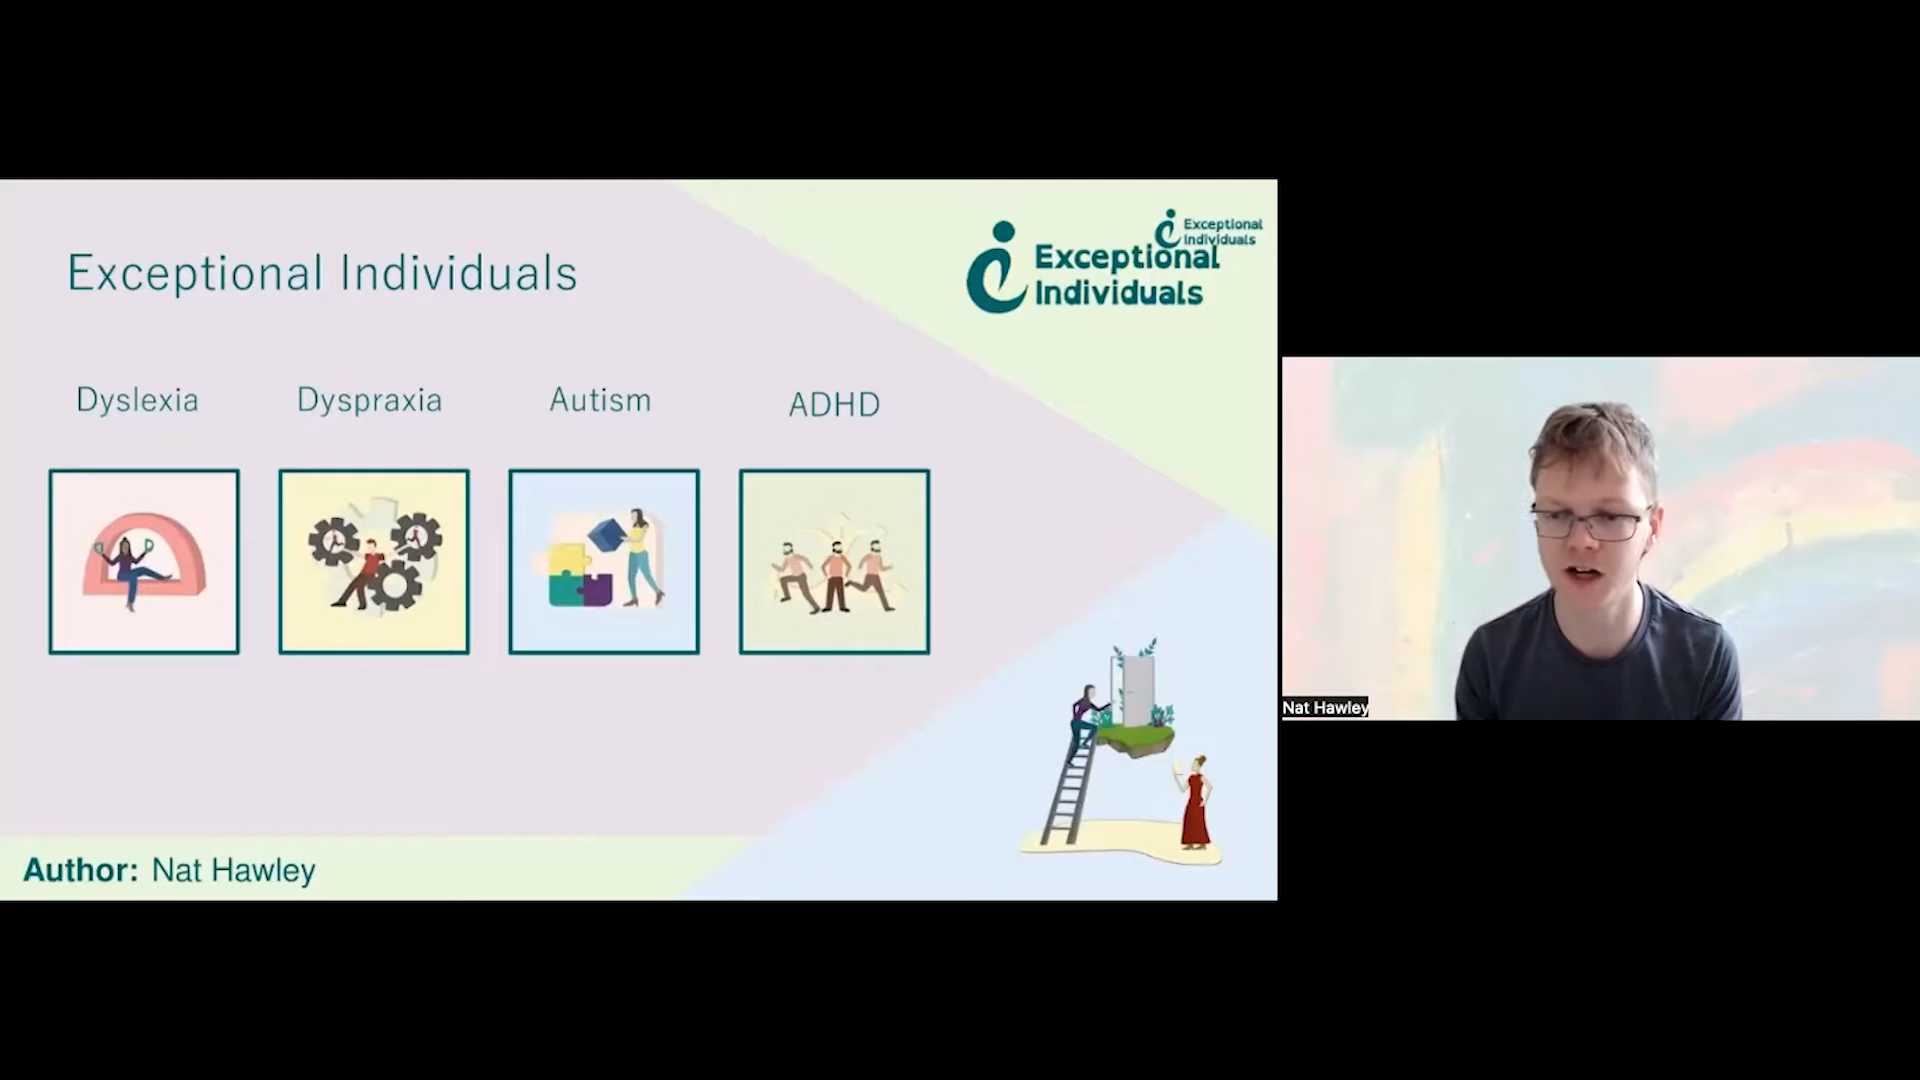 Exceptional Individuals
Exceptional
Individuals
Exceptional
Individuals
Dyslexia
Dyspraxia
Autism
ADHD
Nat Hawley
Author: Nat Hawley